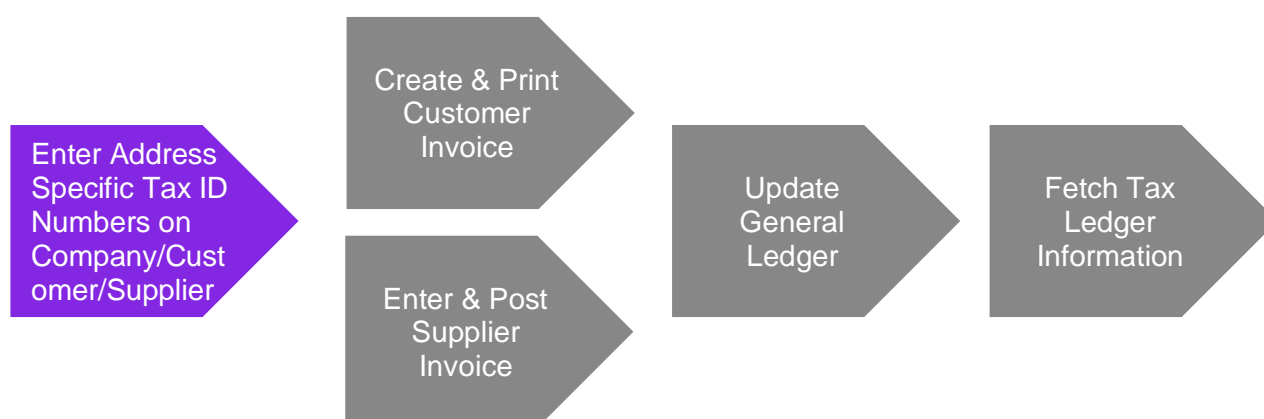 Enter Address
Specific Tax ID
Numbers on
Company/Cust
omer/Supplier
Create & Print
Customer
Invoice
Enter & Post
Supplier
Invoice
Update
General
Ledger
Fetch Tax
Ledger
Information